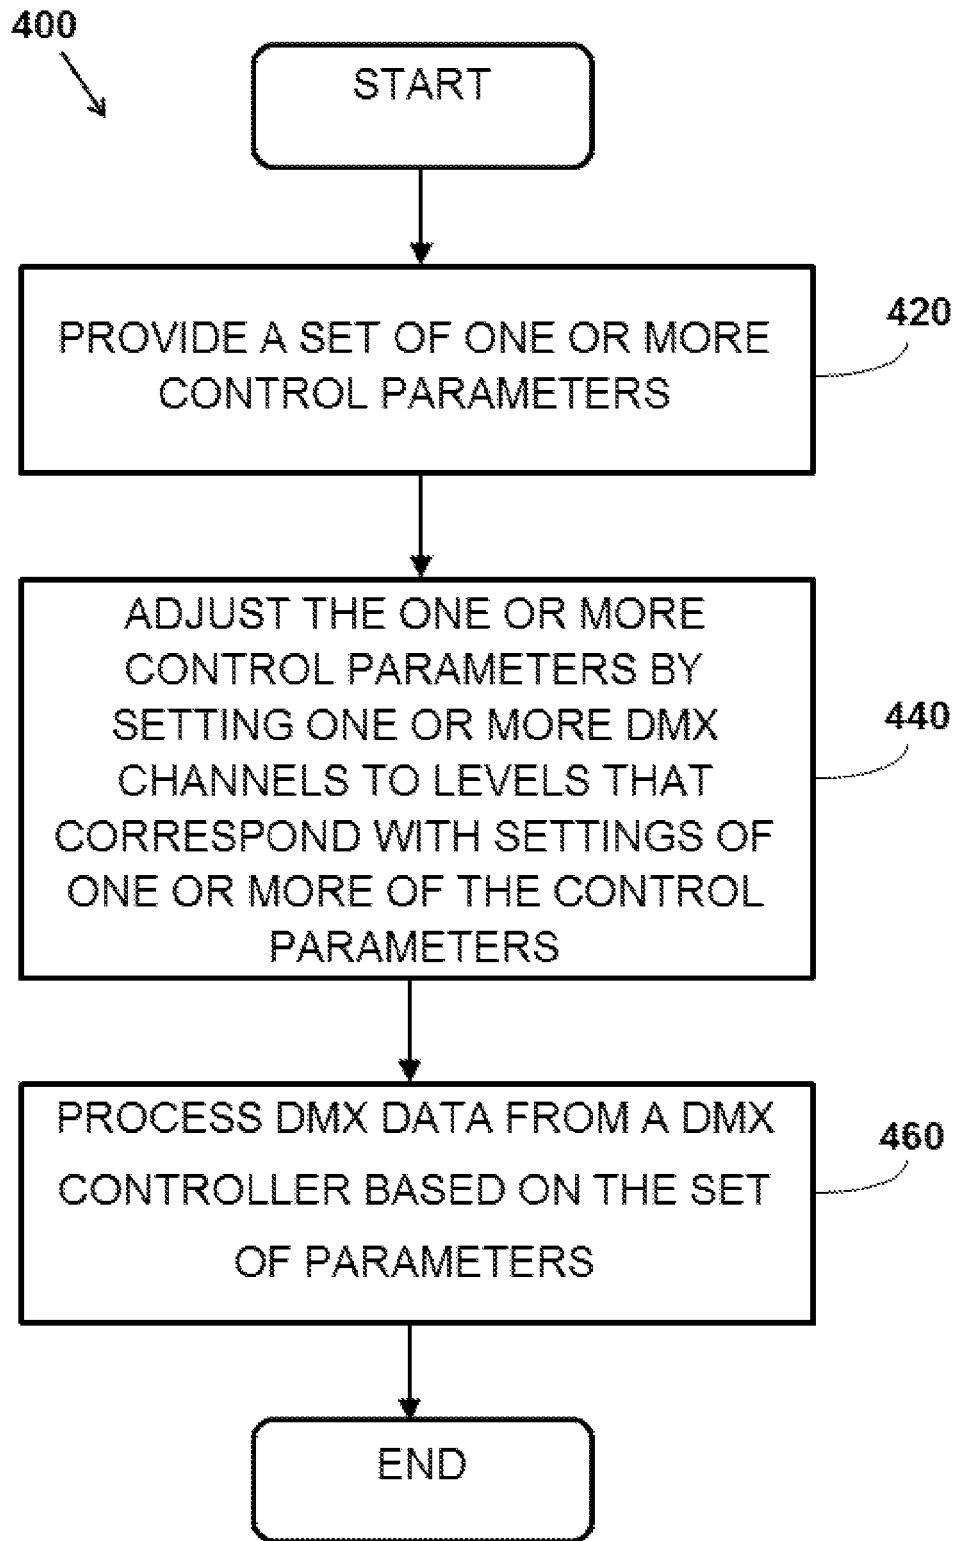 400
START
PROVIDE A SET OF ONE OR MORE
CONTROL PARAMETERS
420
ADJUST THE ONE OR MORE
CONTROL PARAMETERS BY
SETTING ONE OR MORE DMX
CHANNELS TO LEVELS THAT
CORRESPOND WITH SETTINGS OF
ONE OR MORE OF THE CONTROL
PARAMETERS
440
PROCESS DMX DATA FROM A DMX
CONTROLLER BASED ON THE SET
OF PARAMETERS
460
END